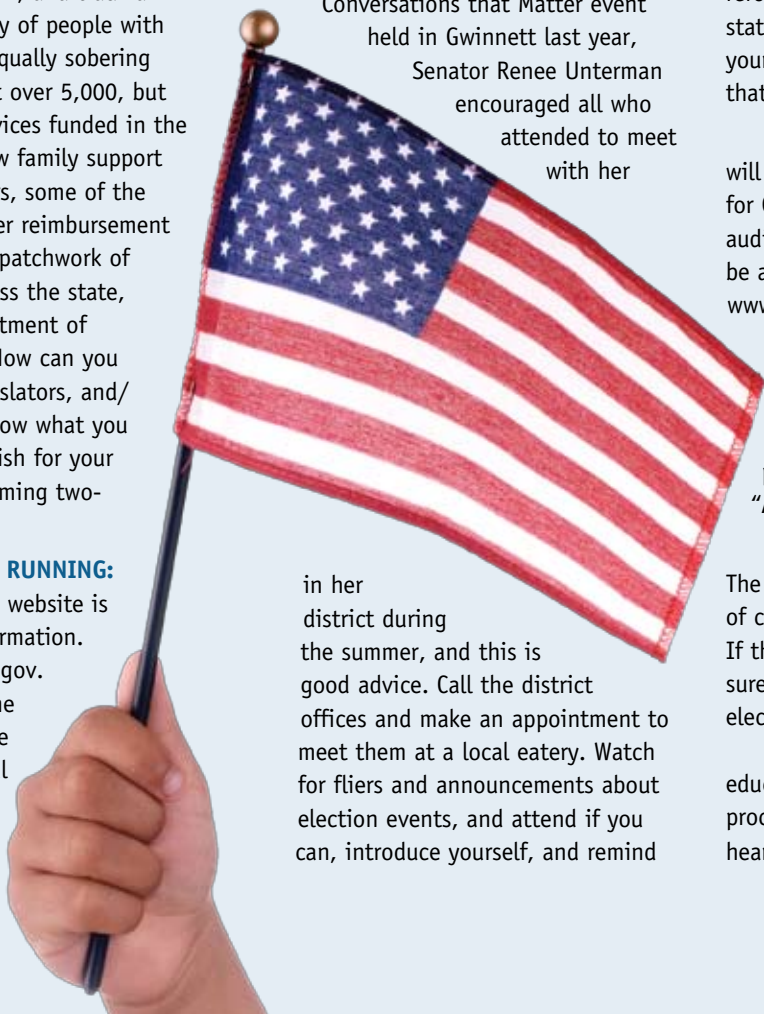 y of people with
qually sobering
t over 5,000, but
vices funded in the
w family support
rs, some of the
er reimbursement
patchwork of
ss the state,
tment of
How can you
slators, and/
ow what you
ish for your
ming two-
RUNNING:
website is
rmation.
gov.
e
l
Conversations that Matter event
held in Gwinnett last year,
Senator Renee Unterman
encouraged all who
attended to meet
with her
in her
district during
the summer, and this is
good advice. Call the district
offices and make an appointment to
meet them at a local eatery. Watch
for fliers and announcements about
election events, and attend if you
can, introduce yourself, and remind
stat
your
that
will
for
aud
be a
www
The
of c
If th
sure
elec
educ
proc
hear